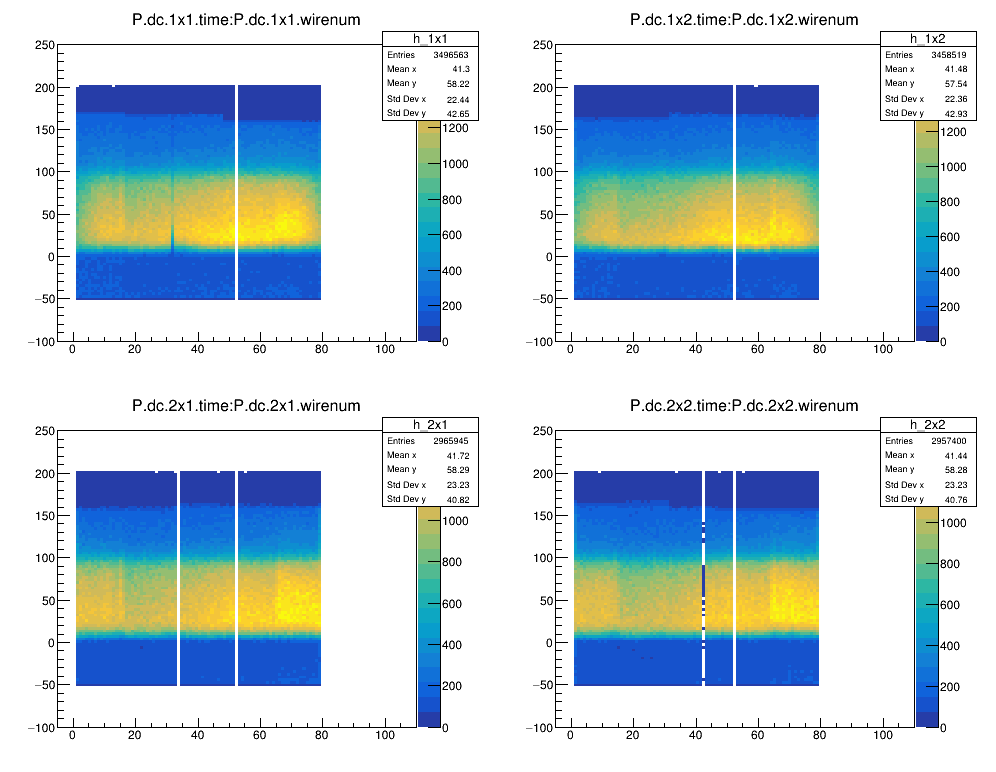 P.dc.1x1.time:P.dc.1x1.wirenum
h_1x1
Entries 3496563
Mean x 41.3
Mean y 58.22
Std Dev x 22.44
Std Dev y 42.65
250
200
150
100
50
0
−50
−100
0 20 40 60 80 100
1200
1000
800
600
400
200
0
P.dc.1x2.time:P.dc.1x2.wirenum
h_1x2
Entries 3458519
Mean x 41.48
Mean y 57.54
Std Dev x 22.36
Std Dev y 42.93
250
200
150
100
50
0
−50
−100
0 20 40 60 80 100
1200
1000
800
600
400
200
0
P.dc.2x1.time:P.dc.2x1.wirenum
h_2x1
Entries 2965945
Mean x 41.72
Mean y 58.29
Std Dev x 23.23
Std Dev y 40.82
250
200
150
100
50
0
−50
−100
0 20 40 60 80 100
1000
800
600
400
200
0
P.dc.2x2.time:P.dc.2x2.wirenum
h_2x2
Entries 2957400
Mean x 41.44
Mean y 58.28
Std Dev x 23.23
Std Dev y 40.76
250
200
150
100
50
0
−50
−100
0 20 40 60 80 100
1000
800
600
400
200
0